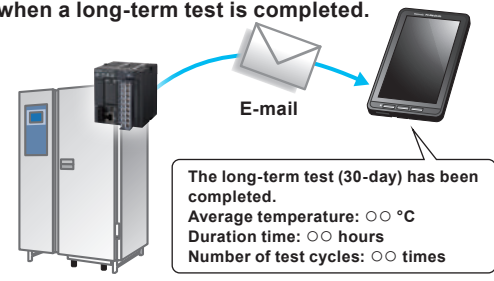 when a long-term test is completed.
E-mail
The long-term test (30-day) has been
completed.
Average temperature: ○○ °C
Duration time: ○○ hours
Number of test cycles: ○○ times